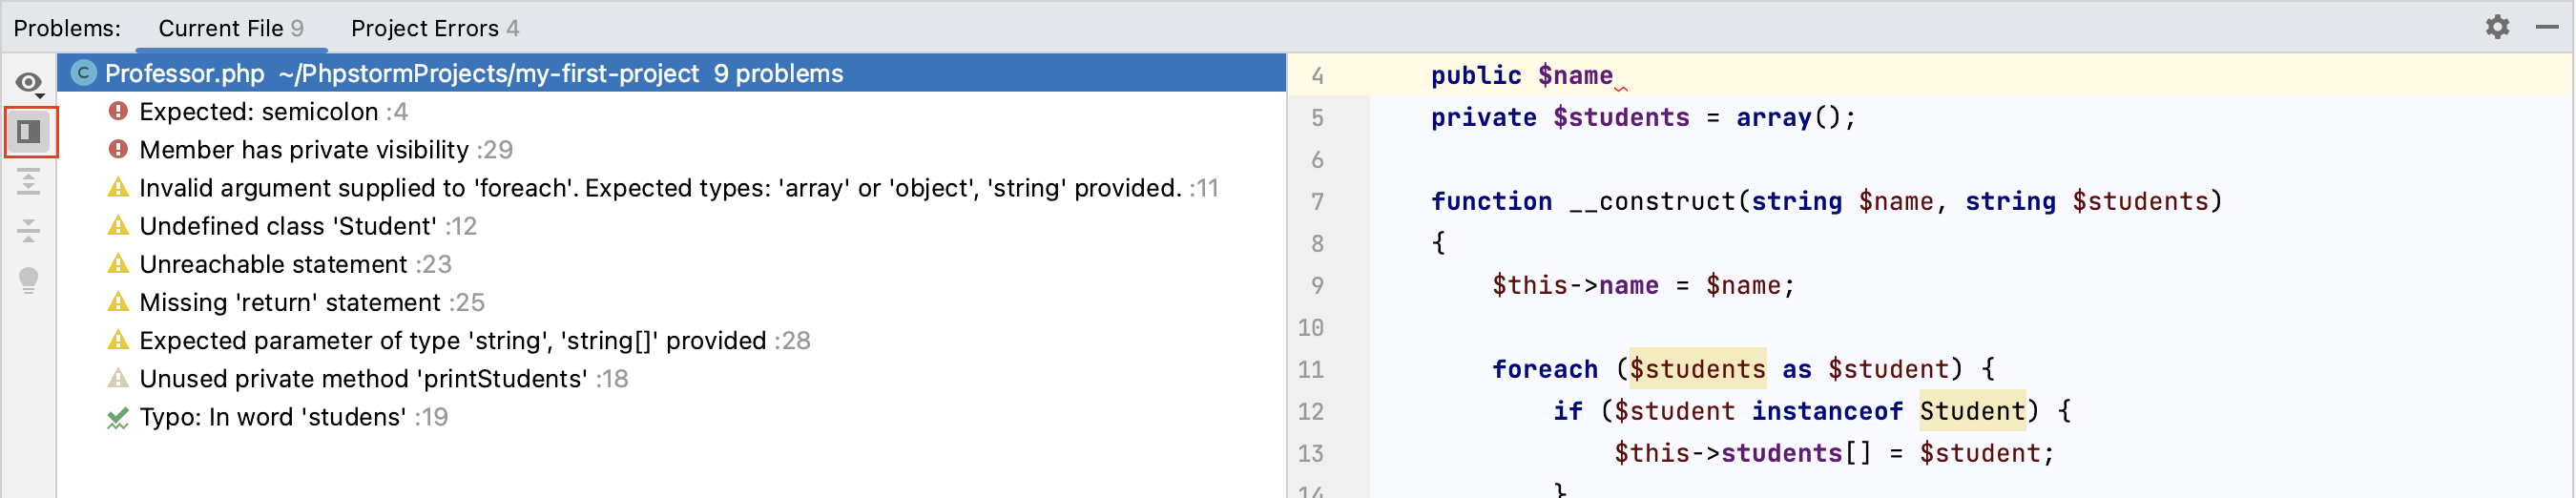 Problems: Current File 9 Project Errors 4
C Professor.php ~/PhpstormProjects/my-first-project 9 problems
Expected: semicolon :4
Member has private visibility :29
Invalid argument supplied to 'foreach'. Expected types: 'array' or 'object', 'string' provided. :11
Undefined class 'Student' :12
Unreachable statement :23
Missing 'return' statement :25
Expected parameter of type 'string', 'string[]' provided :28
Unused private method 'printStudents' :18
Typo: In word 'studens' :19
4 public $name
5 private $students = array();
6
7 function __construct(string $name, string $students)
8 {
9 $this->name = $name;
10
11 foreach ($students as $student) {
12 if ($student instanceof Student) {
13 $this->students[] = $student;
14 }